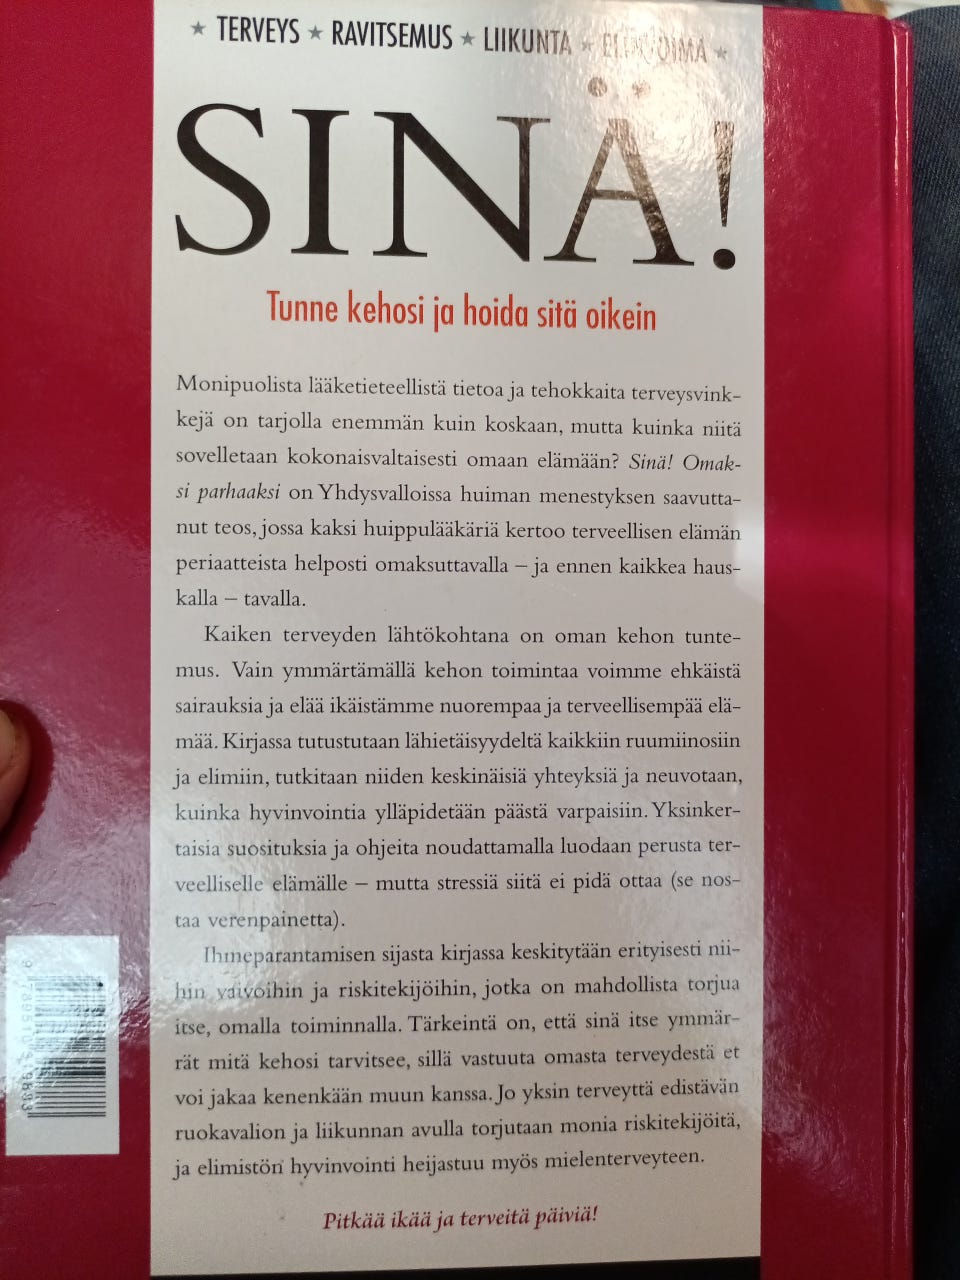 ★ TERVEYS ★ RAVITSEMUS ★ LIIKUNTA ★ ELINVOIMA ★
SINÄ!
Tunne kehosi ja hoida sitä oikein
Monipuolista lääketieteellistä tietoa ja tehokkaita terveysvink-
kejä on tarjolla enemmän kuin koskaan, mutta kuinka niitä
sovelletaan kokonaisvaltaisesti omaan elämään? Sinä! Omak-
si parhaaksi on Yhdysvalloissa huiman menestyksen saavutta-
nut teos, jossa kaksi huippulääkäriä kertoo terveellisen elämän
periaatteista helposti omaksuttavalla – ja ennen kaikkea haus-
kalla – tavalla.
Kaiken terveyden lähtökohtana on oman kehon tunte-
mus. Vain ymmärtämällä kehon toimintaa voimme ehkäistä
sairauksia ja elää ikäistämme nuorempaa ja terveellisempää elä-
mää. Kirjassa tutustutaan lähietäisyydeltä kaikkiin ruumiinosiin
ja elimiin, tutkitaan niiden keskinäisiä yhteyksiä ja neuvotaan,
kuinka hyvinvointia ylläpidetään päästä varpaisiin. Yksinker-
taisia suosituksia ja ohjeita noudattamalla luodaan perusta ter-
veelliselle elämälle – mutta stressiä siitä ei pidä ottaa (se nos-
taa verenpainetta).
Ihmeparantamisen sijasta kirjassa keskitytään erityisesti nii-
hin vaivoihin ja riskitekijöihin, jotka on mahdollista torjua
itse, omalla toiminnalla. Tärkeintä on, että sinä itse ymmär-
rät mitä kehosi tarvitsee, sillä vastuuta omasta terveydestä et
voi jakaa kenenkään muun kanssa. Jo yksin terveyttä edistävän
ruokavalion ja liikunnan avulla torjutaan monia riskitekijöitä,
ja elimistön hyvinvointi heijastuu myös mielenterveyteen.
Pitkää ikää ja terveitä päiviä!